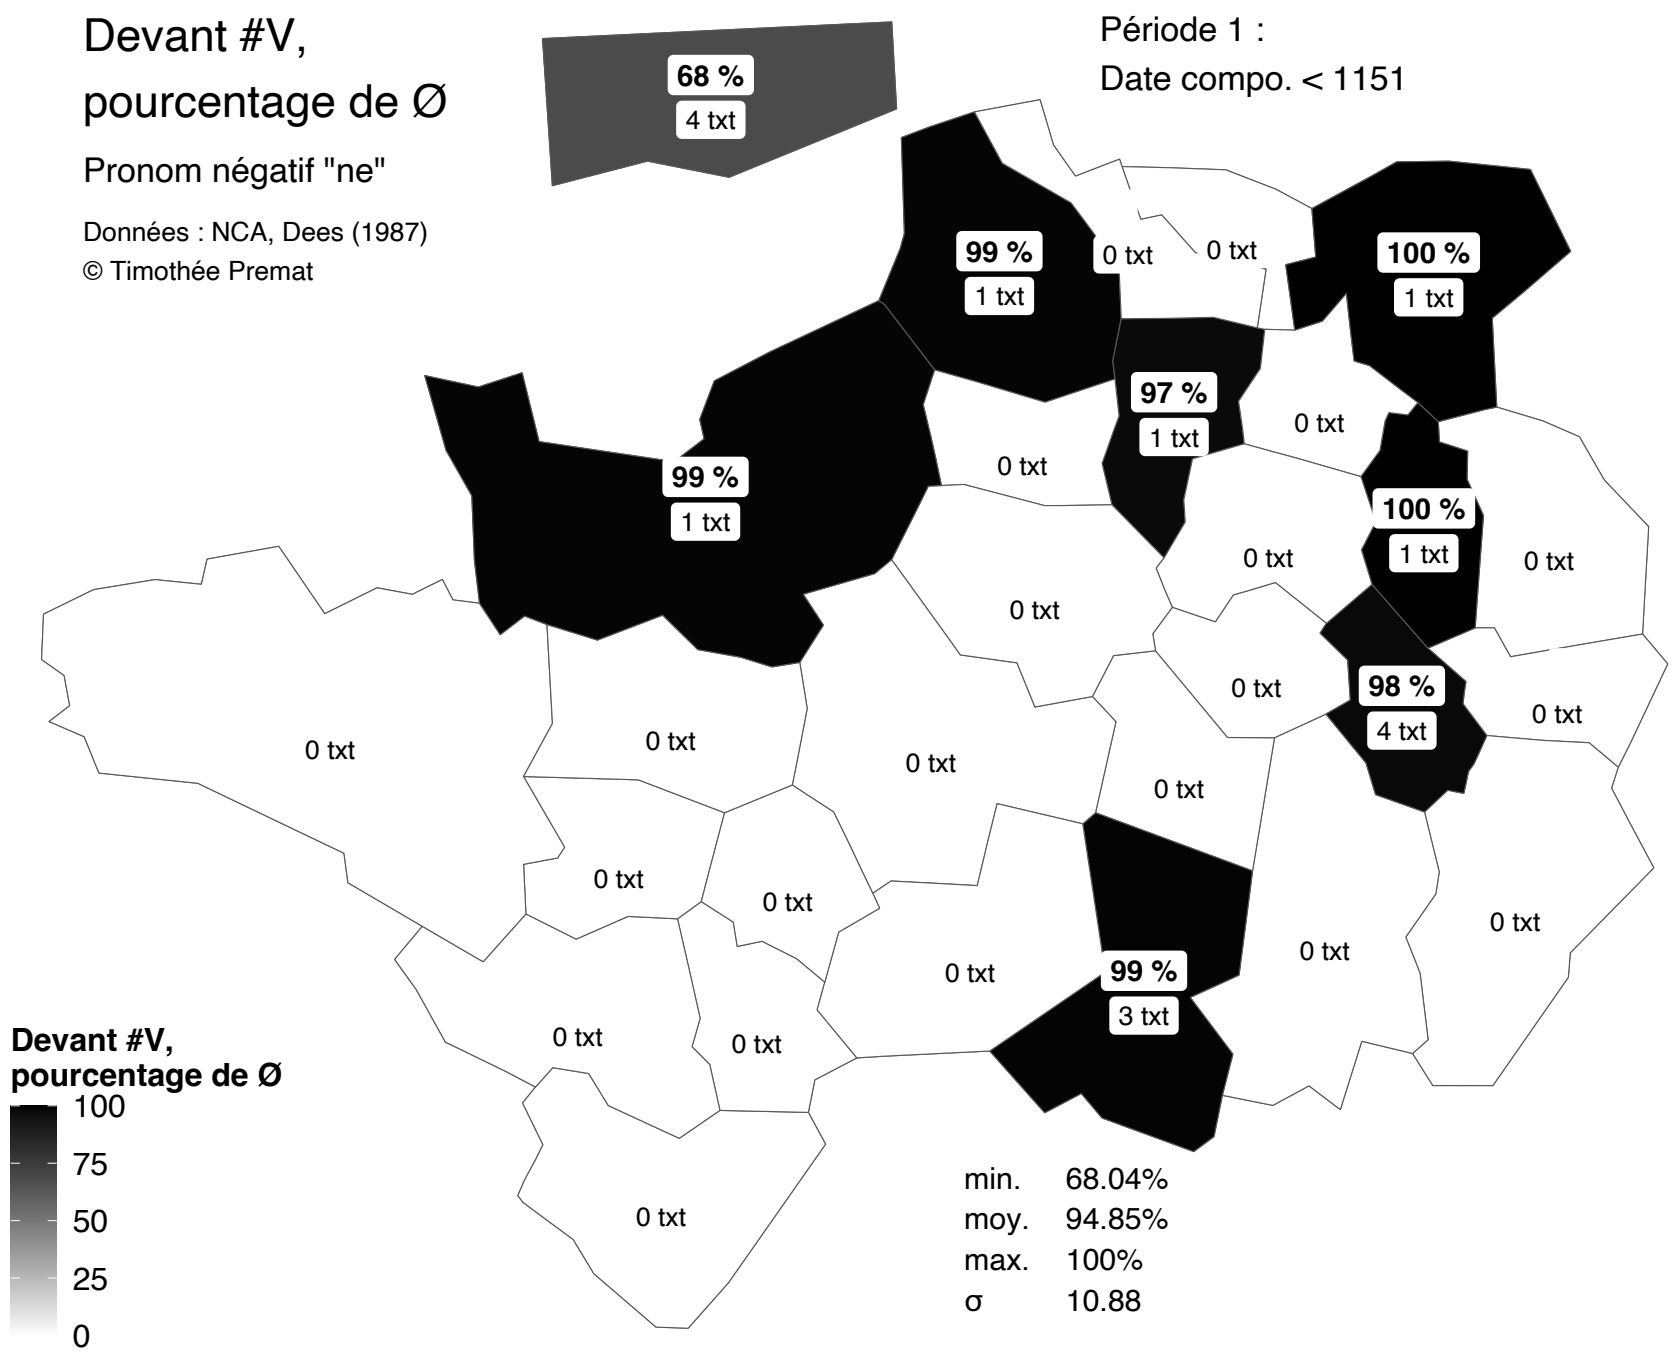 Devant #V,
pourcentage de Ø
Pronom négatif "ne"
Données : NCA, Dees (1987)
© Timothée Premat
Période 1 :
Date compo. < 1151
68 %
4 txt
99 %
1 txt
0 txt
0 txt
100 %
1 txt
97 %
1 txt
0 txt
0 txt
99 %
1 txt
100 %
1 txt
0 txt
0 txt
0 txt
98 %
4 txt
0 txt
0 txt
0 txt
0 txt
0 txt
0 txt
0 txt
0 txt
0 txt
0 txt
0 txt
99 %
3 txt
0 txt
0 txt
0 txt
0 txt
Devant #V,
pourcentage de Ø
100
75
50
25
0
min. 68.04%
moy. 94.85%
max. 100%
σ 10.88